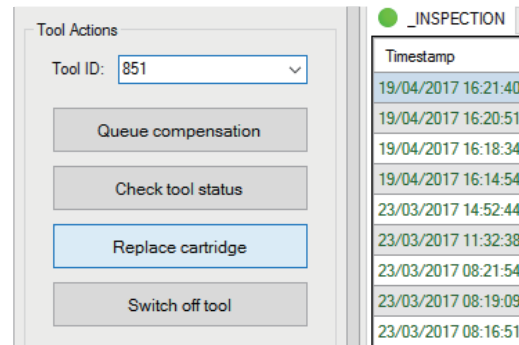 Tool Actions
Tool ID: 851
Queue compensation
Check tool status
Replace cartridge
Switch off tool
_INSPECTION
Timestamp
19/04/2017 16:21:40
19/04/2017 16:20:51
19/04/2017 16:18:34
19/04/2017 16:14:54
23/03/2017 14:52:44
23/03/2017 11:32:38
23/03/2017 08:21:54
23/03/2017 08:19:09
23/03/2017 08:16:51